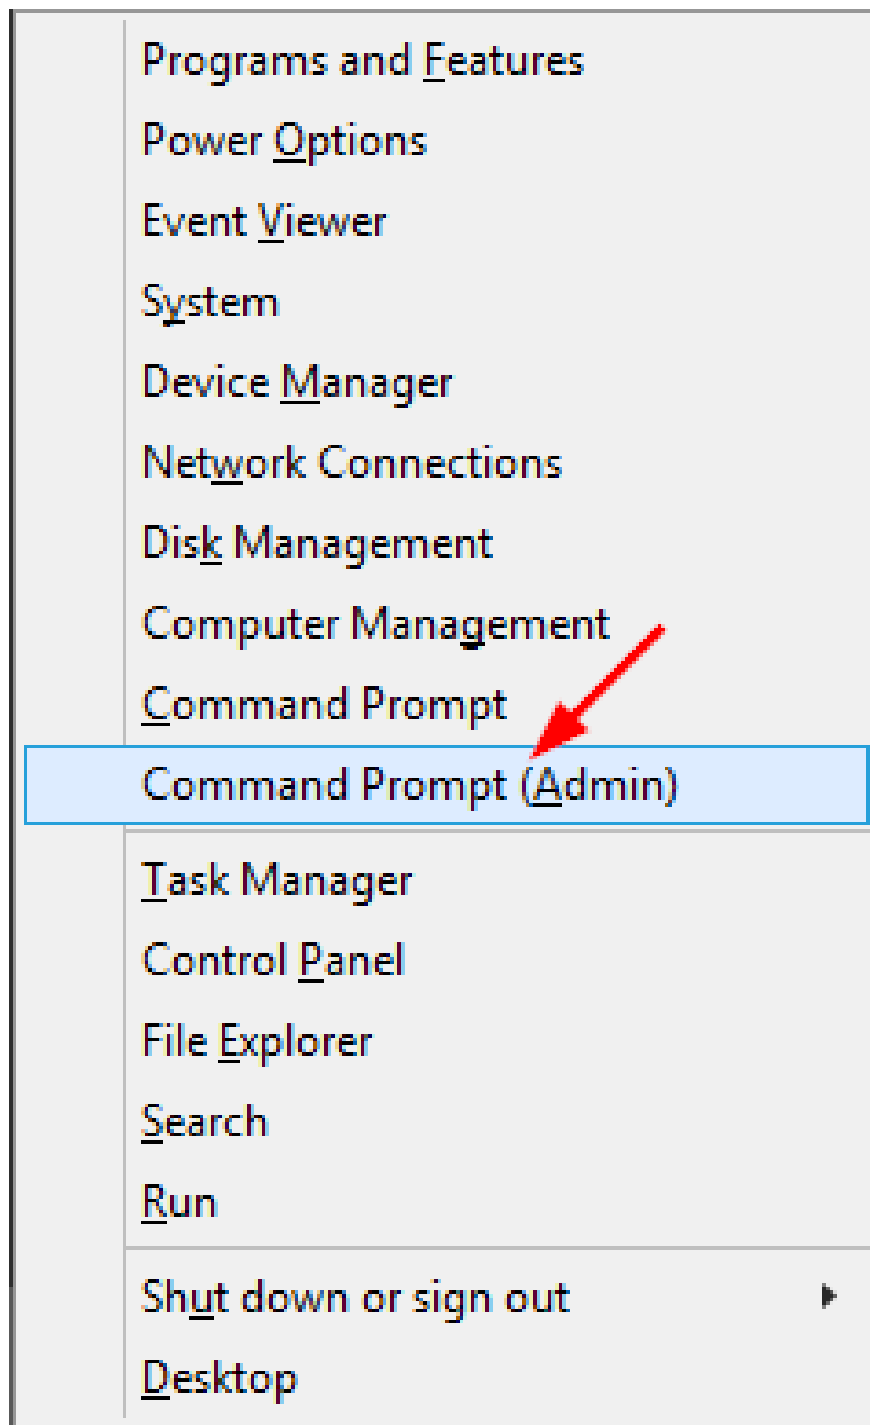 Programs and Features
Power Options
Event Viewer
System
Device Manager
Network Connections
Disk Management
Computer Management
Command Prompt
Command Prompt (Admin)
Task Manager
Control Panel
File Explorer
Search
Run
Shut down or sign out
Desktop